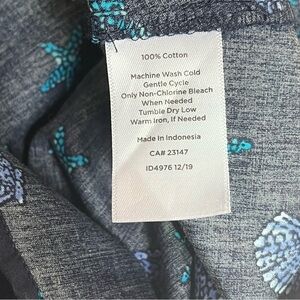 100% Cotton
Machine Wash Cold
Gentle Cycle
Only Non-Chlorine Bleach
When Needed
Tumble Dry Low
Warm Iron, If Needed
Made in Indonesia
CA# 23147
ID4976 12/19